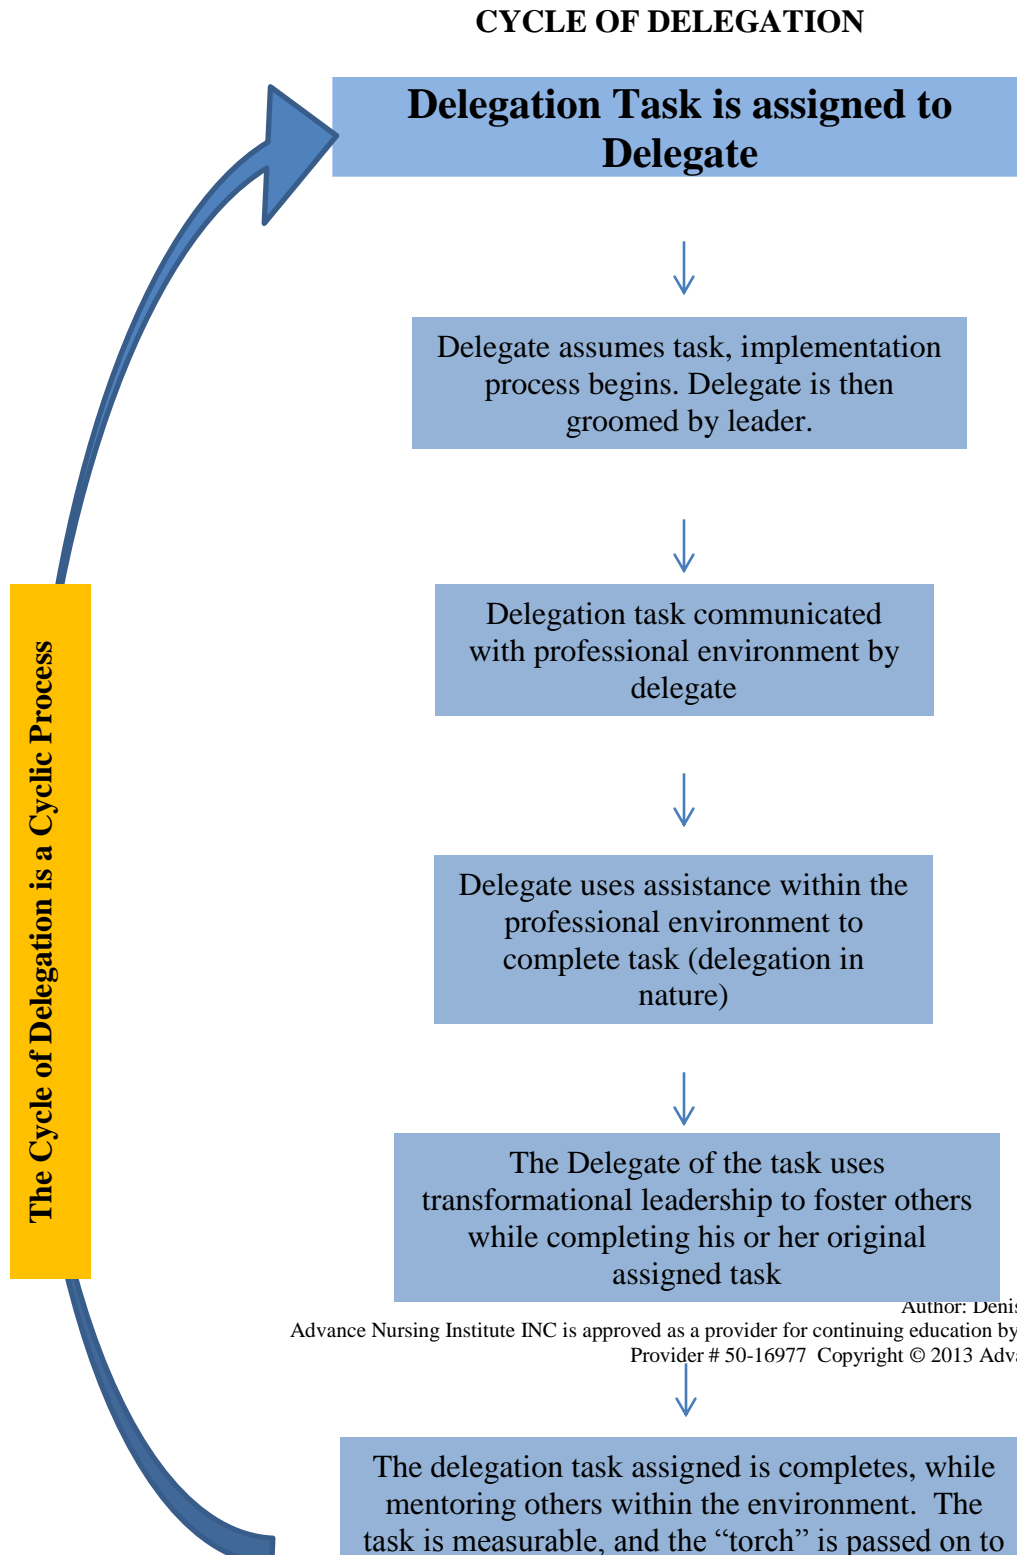 CYCLE OF DELEGATION
Delegation Task is assigned to
Delegate
Delegate assumes task, implementation
process begins. Delegate is then
groomed by leader.
Delegation task communicated
with professional environment by
delegate
The Cycle of Delegation is a Cyclic Process
Delegate uses assistance within the
professional environment to
complete task (delegation in
nature)
The Delegate of the task uses
transformational leadership to foster others
while completing his or her original
assigned task
Author: Denis
Advance Nursing Institute INC is approved as a provider for continuing education by
Provider # 50-16977 Copyright © 2013 Adva
The delegation task assigned is completes, while
mentoring others within the environment. The
task is measurable, and the “torch” is passed on to